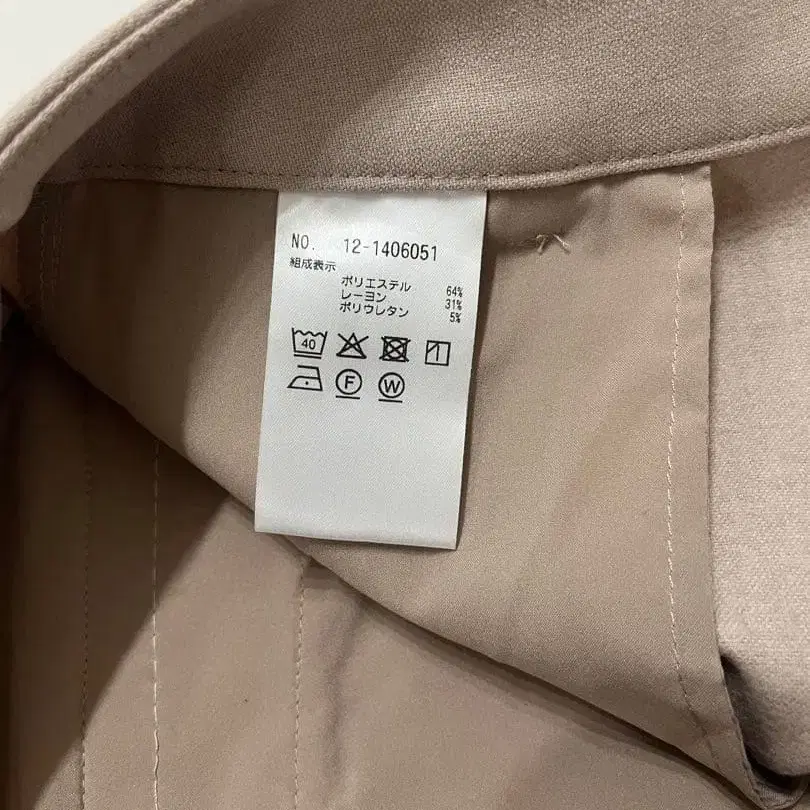 NO. 12-1406051
組成表示
ポリエステル 64%
レーヨン 31%
ポリウレタン 5%
40
F W